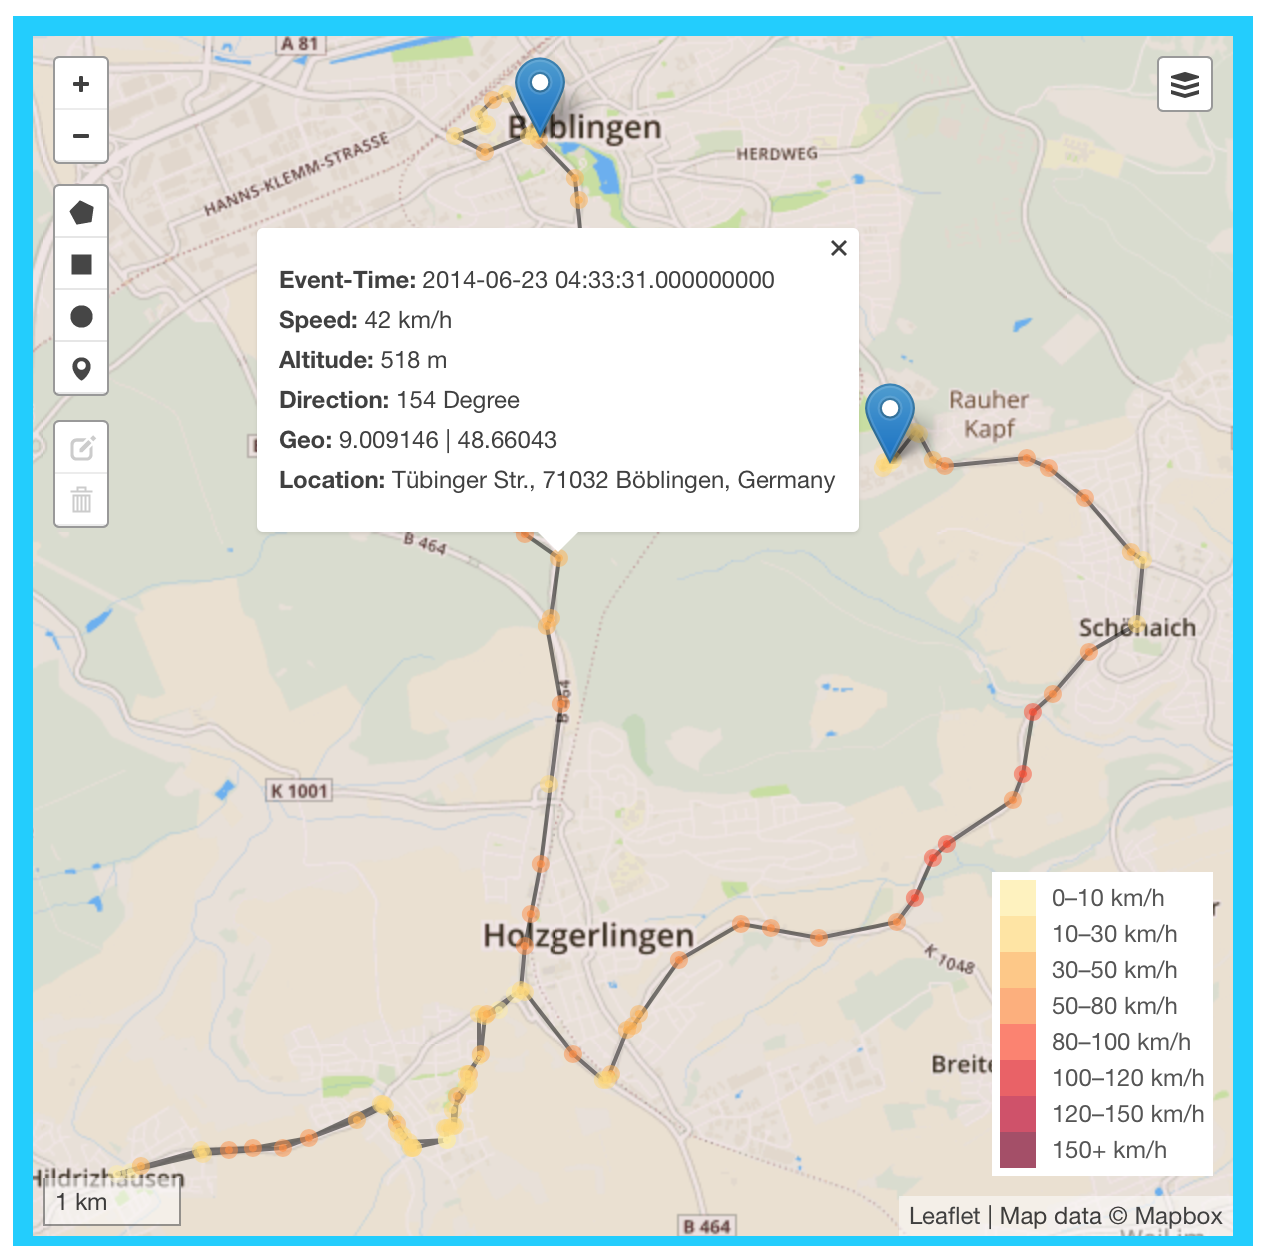 A 81
+
−
Böblingen
HERDWEG
HANNS-KLEMM-STRASSE
×
Event-Time: 2014-06-23 04:33:31.000000000
Speed: 42 km/h
Altitude: 518 m
Direction: 154 Degree
Geo: 9.009146 | 48.66043
Location: Tübinger Str., 71032 Böblingen, Germany
Rauher
Kapf
B 464
Schönaich
B 464
K 1001
Holzgerlingen
K 1048
0–10 km/h
10–30 km/h
30–50 km/h
50–80 km/h
80–100 km/h
100–120 km/h
120–150 km/h
150+ km/h
Breite
Hildrizhausen
1 km
B 464
Leaflet | Map data © Mapbox